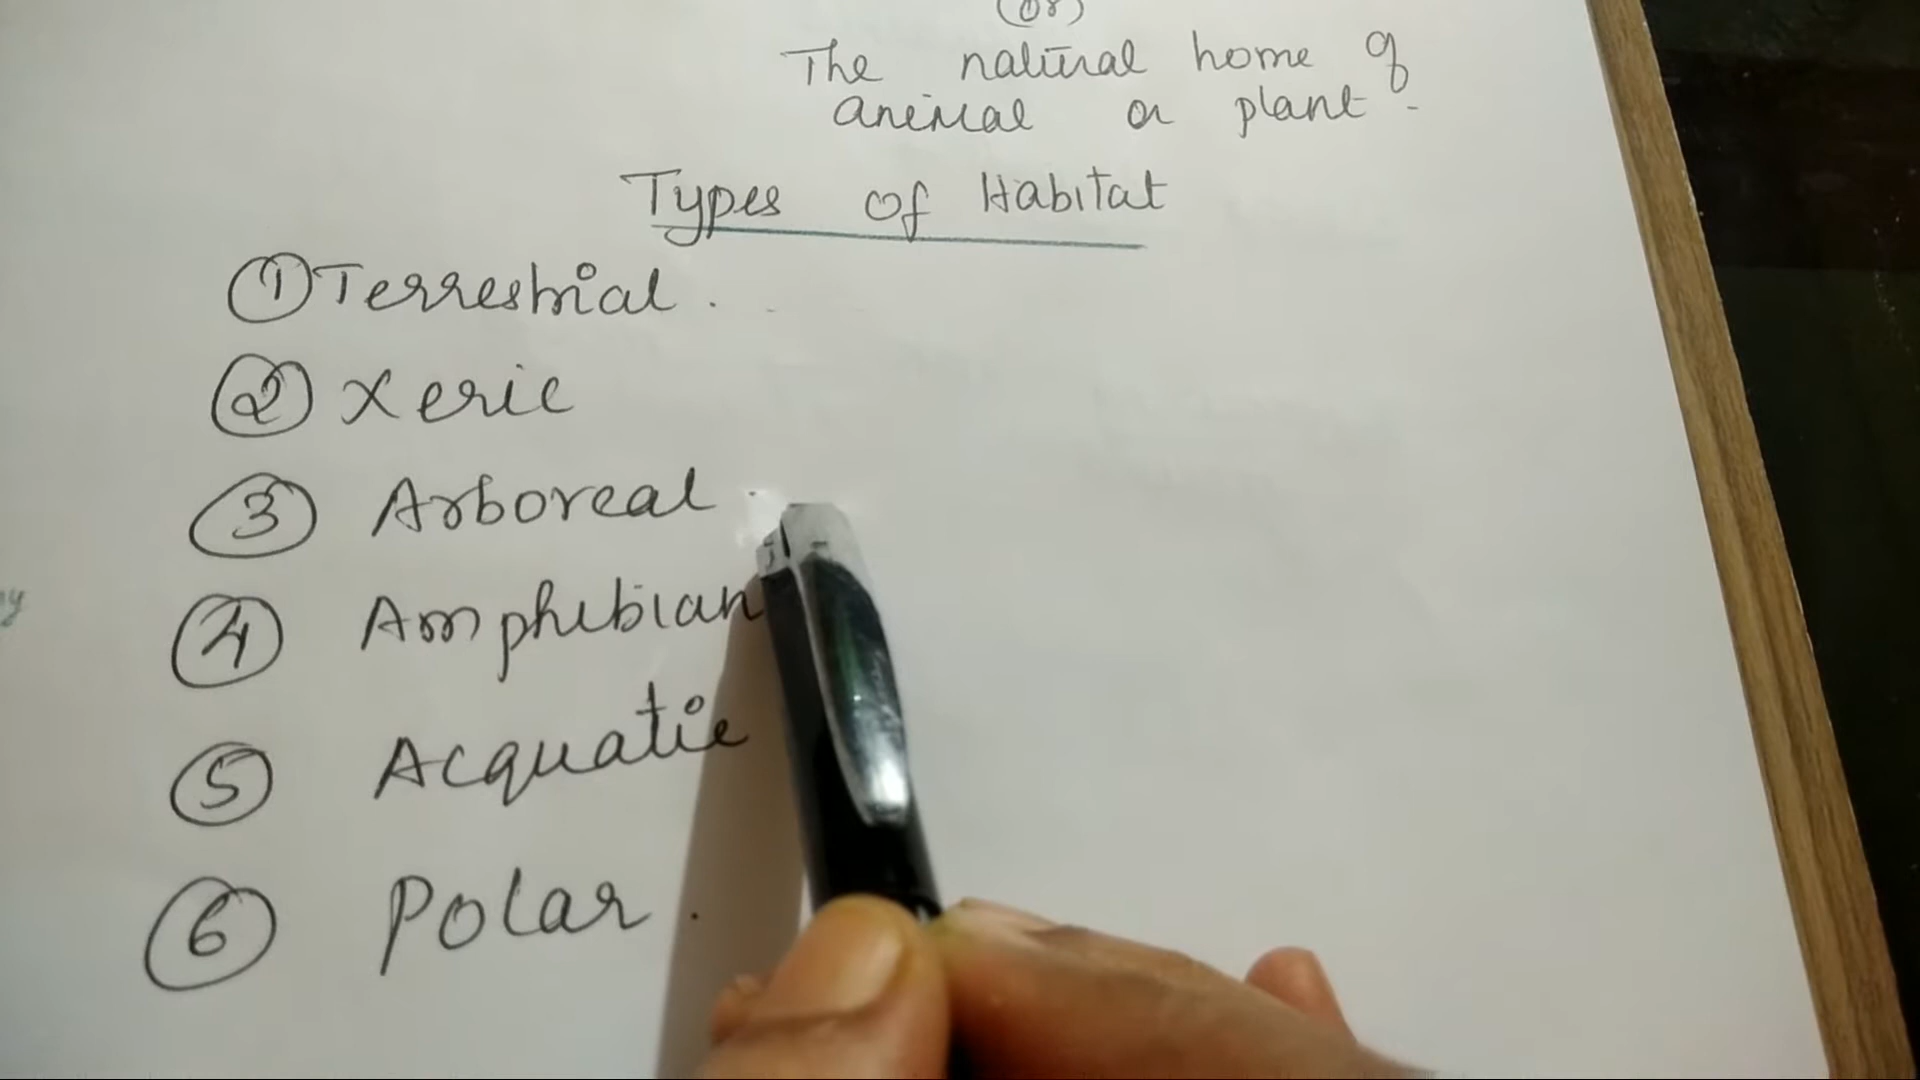 (or)
The natural home of
animal or plant.
Types of Habitat
① Terrestrial.
② Xeric
③ Arboreal
④ Amphibian
⑤ Acquatic
⑥ Polar.